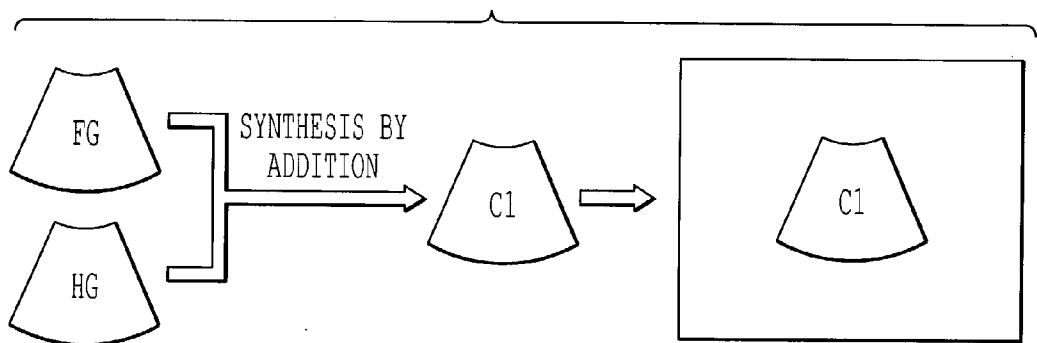 FG
SYNTHESIS BY
ADDITION
C1
C1
HG